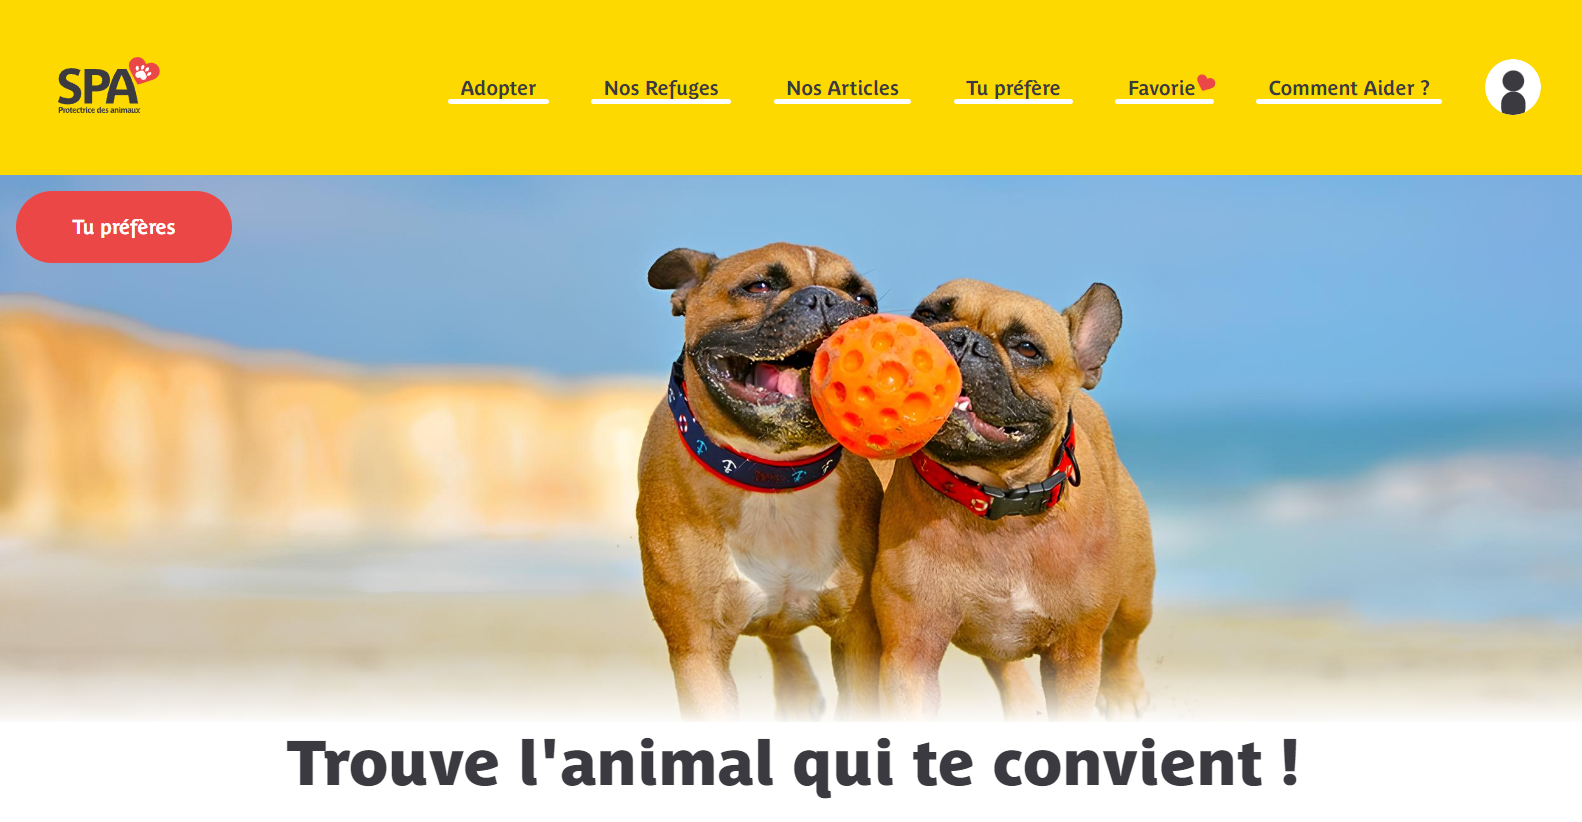 SPA
Protectrice des animaux
Adopter
Nos Refuges
Nos Articles
Tu préfère
Favorie
Comment Aider ?
Tu préfères
Trouve l'animal qui te convient !